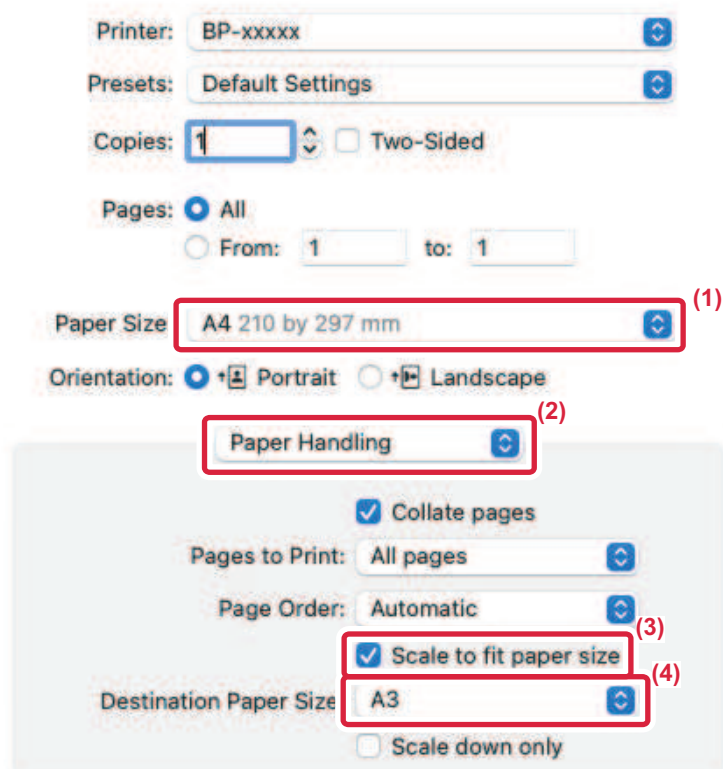 Printer: BP-xxxxx
Presets: Default Settings
Copies: 1 Two-Sided
Pages: All
From: 1 to: 1
(1)
Paper Size A4 210 by 297 mm
Orientation: Portrait Landscape
(2)
Paper Handling
Collate pages
Pages to Print: All pages
Page Order: Automatic
(3)
Scale to fit paper size
(4)
Destination Paper Size A3
Scale down only